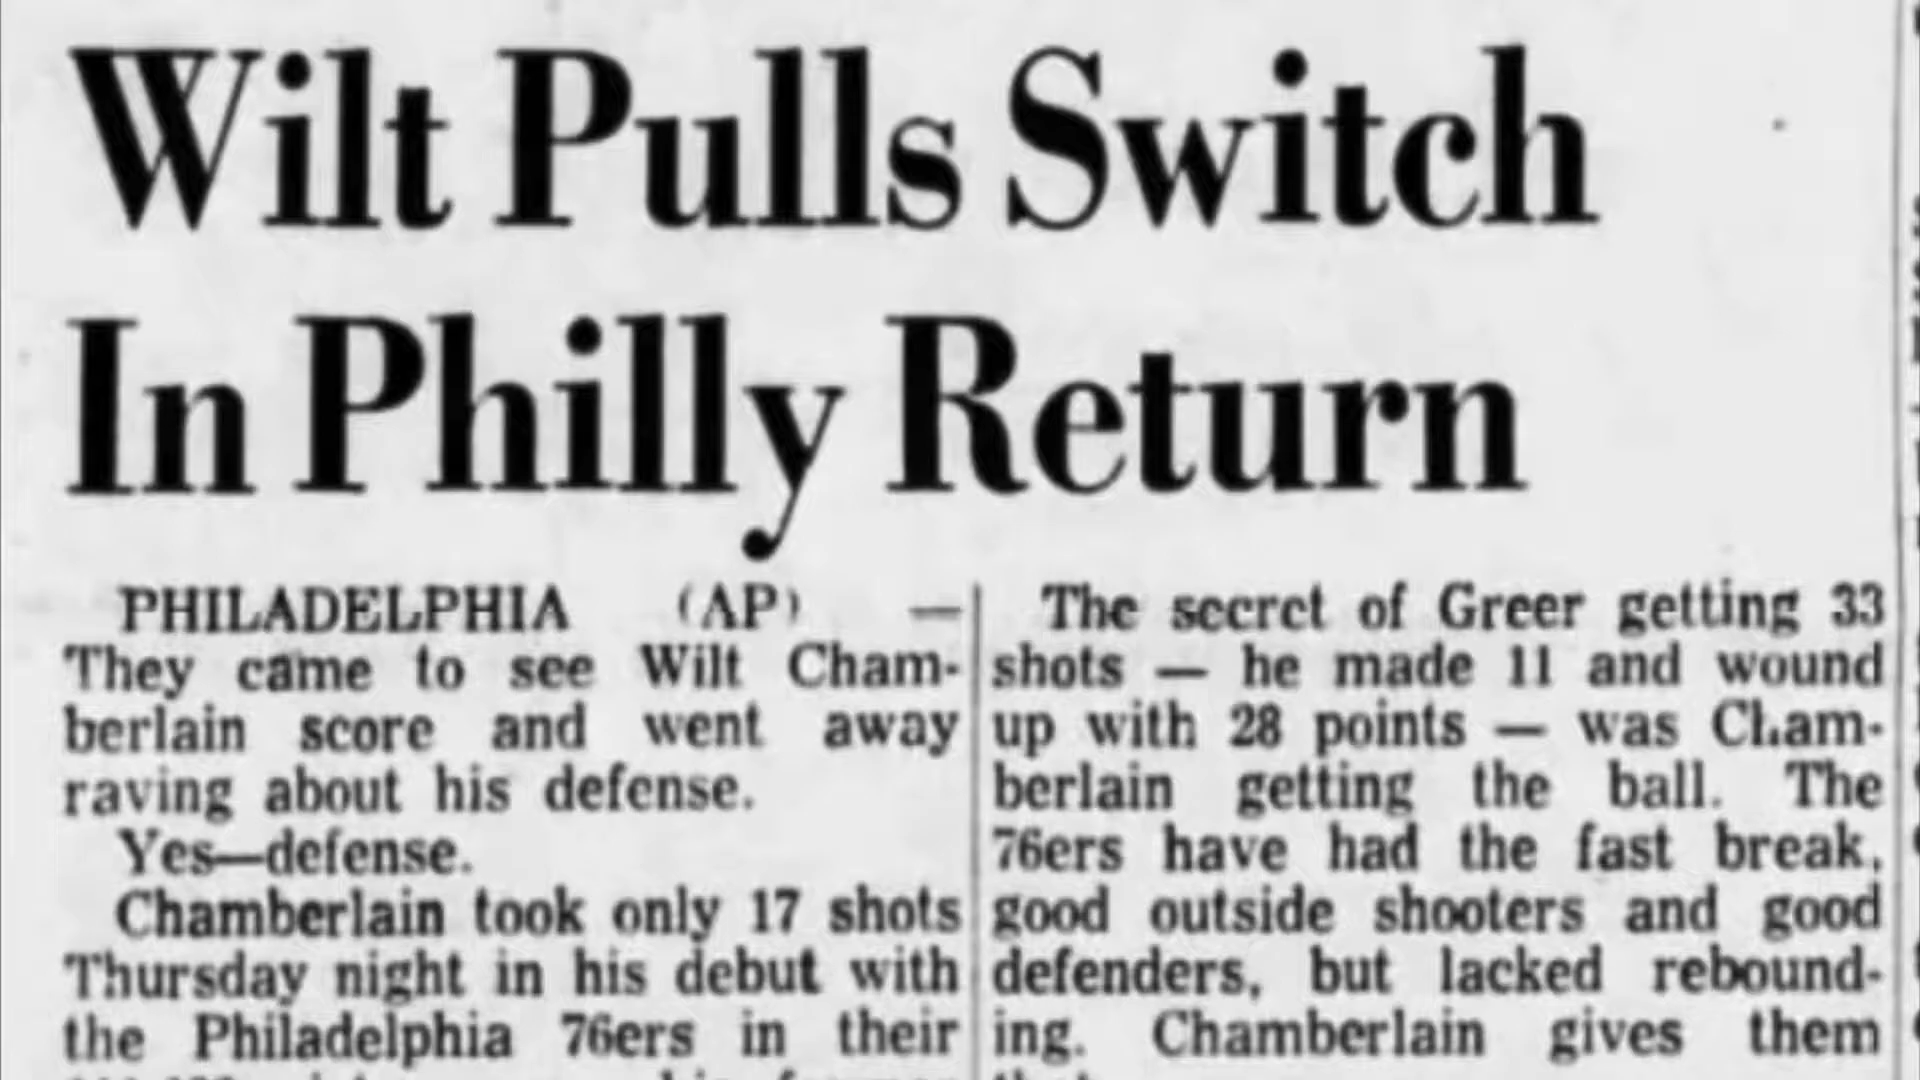 Wilt Pulls Switch
In Philly Return
PHILADELPHIA (AP) —
They came to see Wilt Cham-
berlain score and went away
raving about his defense.
Yes—defense.
Chamberlain took only 17 shots
Thursday night in his debut with
the Philadelphia 76ers in their
The secret of Greer getting 33
shots — he made 11 and wound
up with 28 points — was Cham-
berlain getting the ball. The
76ers have had the fast break,
good outside shooters and good
defenders, but lacked rebound-
ing. Chamberlain gives them